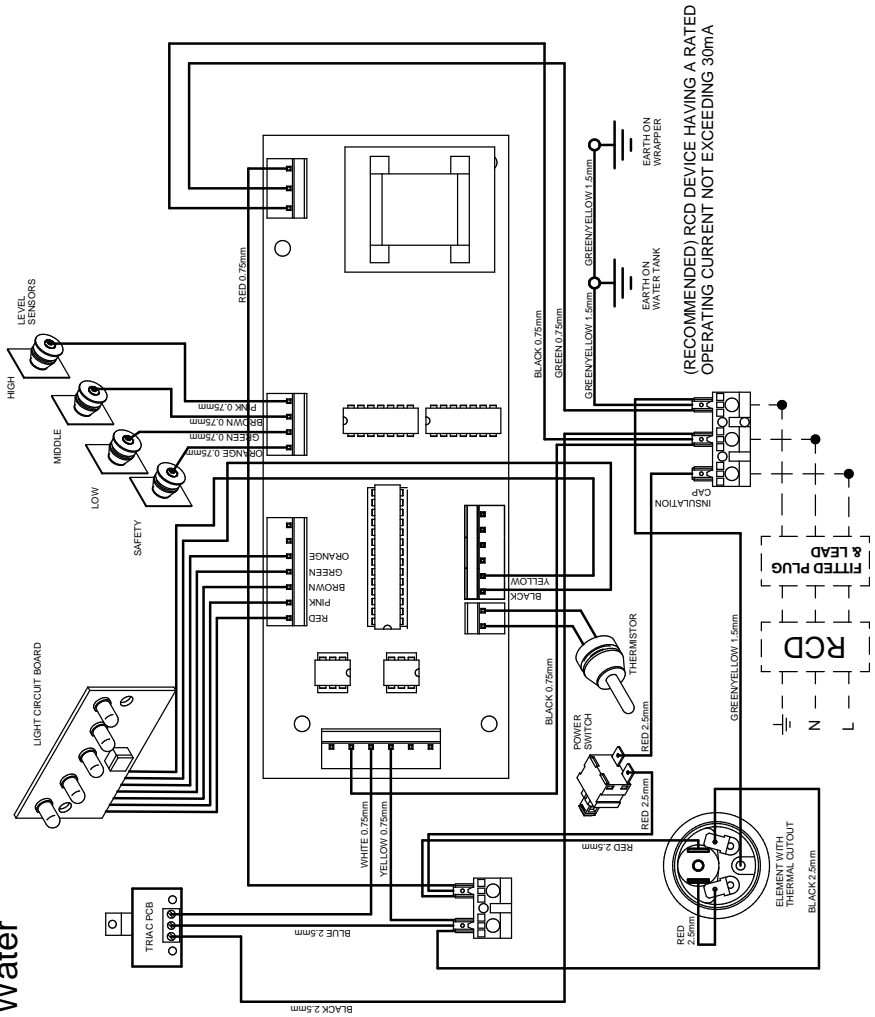 Water
LIGHT CIRCUIT BOARD
TRIAC PCB
LEVEL
SENSORS
HIGH
MIDDLE
LOW
SAFETY
RED 0.75mm
PINK 0.75mm
BROWN 0.75mm
GREEN 0.75mm
ORANGE 0.75mm
ORANGE
GREEN
BROWN
PINK
RED
YELLOW
BLACK
BLACK 0.75mm
GREEN 0.75mm
GREEN/YELLOW 1.5mm
GREEN/YELLOW 1.5mm
EARTH ON
WRAPPER
EARTH ON
WATER TANK
(RECOMMENDED) RCD DEVICE HAVING A RATED
OPERATING CURRENT NOT EXCEEDING 30mA
WHITE 0.75mm
YELLOW 0.75mm
BLUE 2.5mm
BLACK 2.5mm
BLACK 0.75mm
THERMISTOR
POWER
SWITCH
RED 2.5mm
RED 2.5mm
RED 2.5mm
INSULATION
CAP
GREEN/YELLOW 1.5mm
ELEMENT WITH
THERMAL CUTOUT
RED
2.5mm
BLACK 2.5mm
FITTED PLUG
& LEAD
RCD
N
L